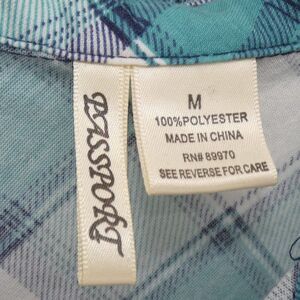 PASSPORT
M
100%POLYESTER
MADE IN CHINA
RN# 89970
SEE REVERSE FOR CARE